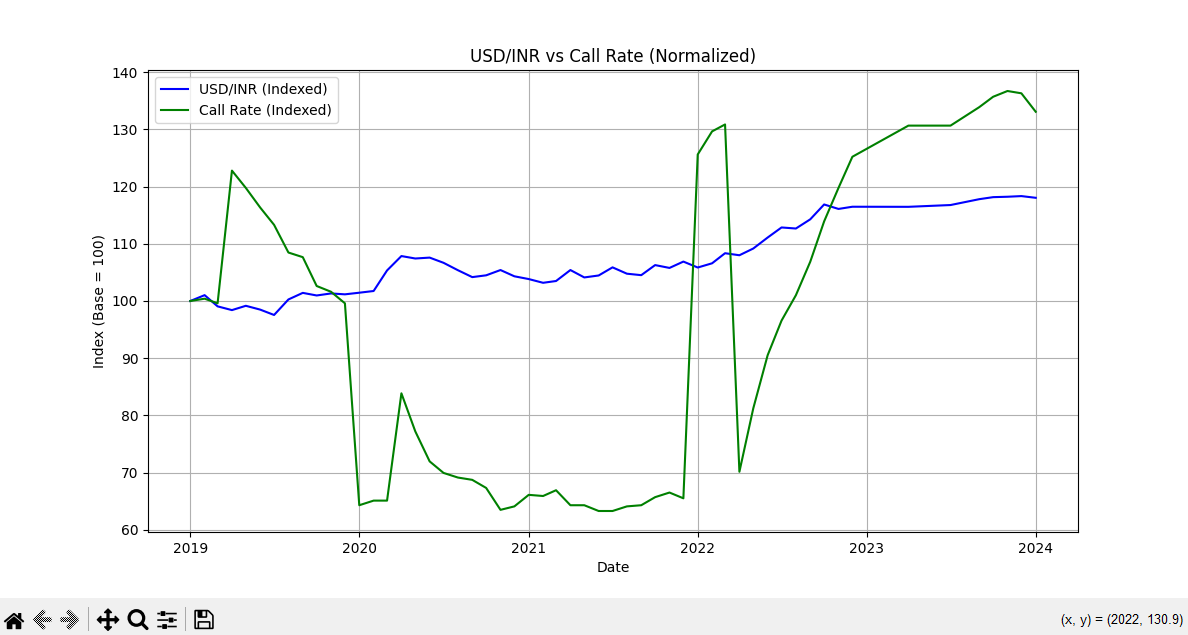 USD/INR vs Call Rate (Normalized)
USD/INR (Indexed)
Call Rate (Indexed)
Index (Base = 100)
140
130
120
110
100
90
80
70
60
2019 2020 2021 2022 2023 2024
Date
(x, y) = (2022, 130.9)